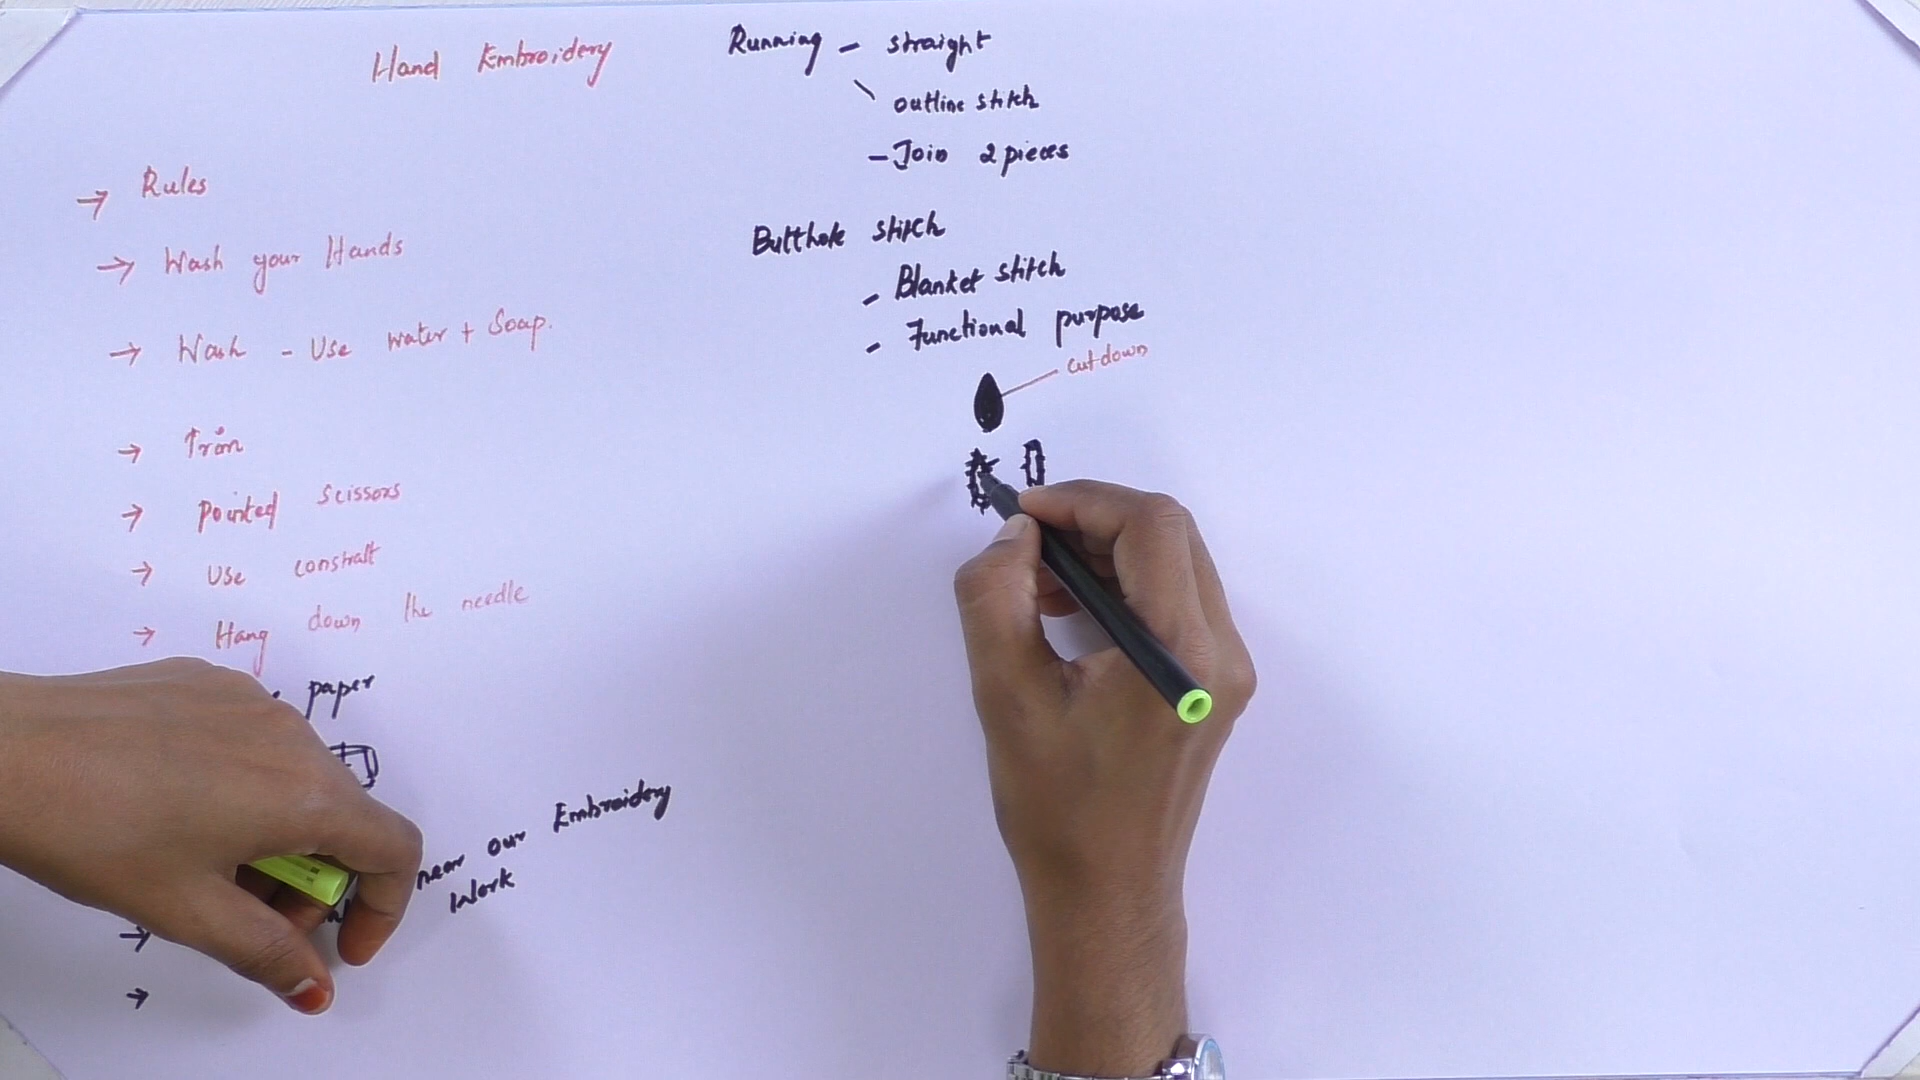 Hand Embroidery
→ Rules
→ Wash your Hands
→ Wash - Use water + Soap.
→ Iron
→ Pointed scissors
→ Use constratt
→ Hang down the needle
paper
near our Embroidery
Work
→
→
Running - straight
outline stitch
- Join 2 pieces
Butthole stitch
- Blanket stitch
- Functional purpose
cut down